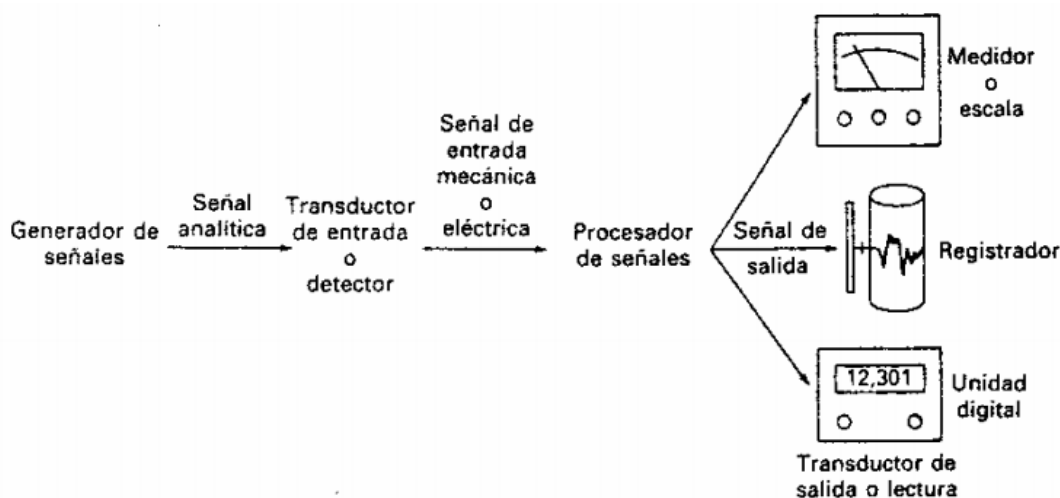 Generador de
señales
Señal
analítica
Transductor
de entrada
o
detector
Señal de
entrada
mecánica
o
eléctrica
Procesador
de señales
Señal de
salida
Medidor
o
escala
Registrador
12,301
Unidad
digital
Transductor de
salida o lectura